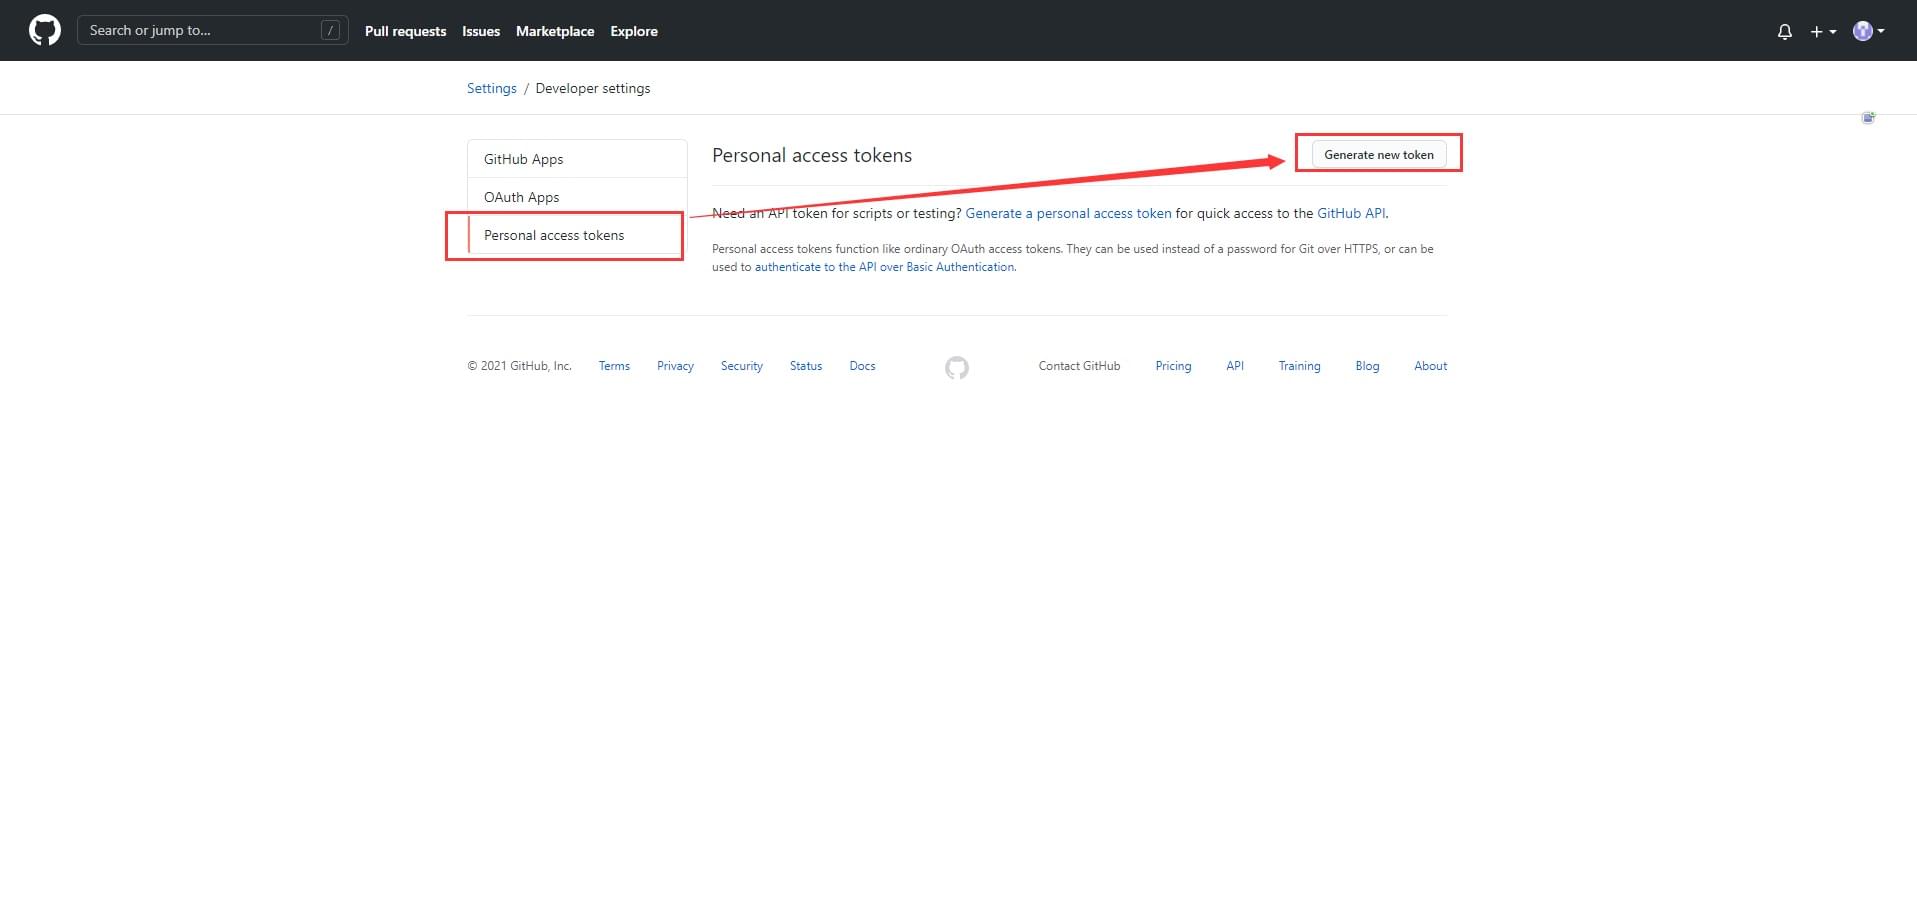 Search or jump to... / Pull requests Issues Marketplace Explore
Settings / Developer settings
GitHub Apps
OAuth Apps
Personal access tokens
Personal access tokens
Generate new token
Need an API token for scripts or testing? Generate a personal access token for quick access to the GitHub API.
Personal access tokens function like ordinary OAuth access tokens. They can be used instead of a password for Git over HTTPS, or can be
used to authenticate to the API over Basic Authentication.
© 2021 GitHub, Inc. Terms Privacy Security Status Docs Contact GitHub Pricing API Training Blog About